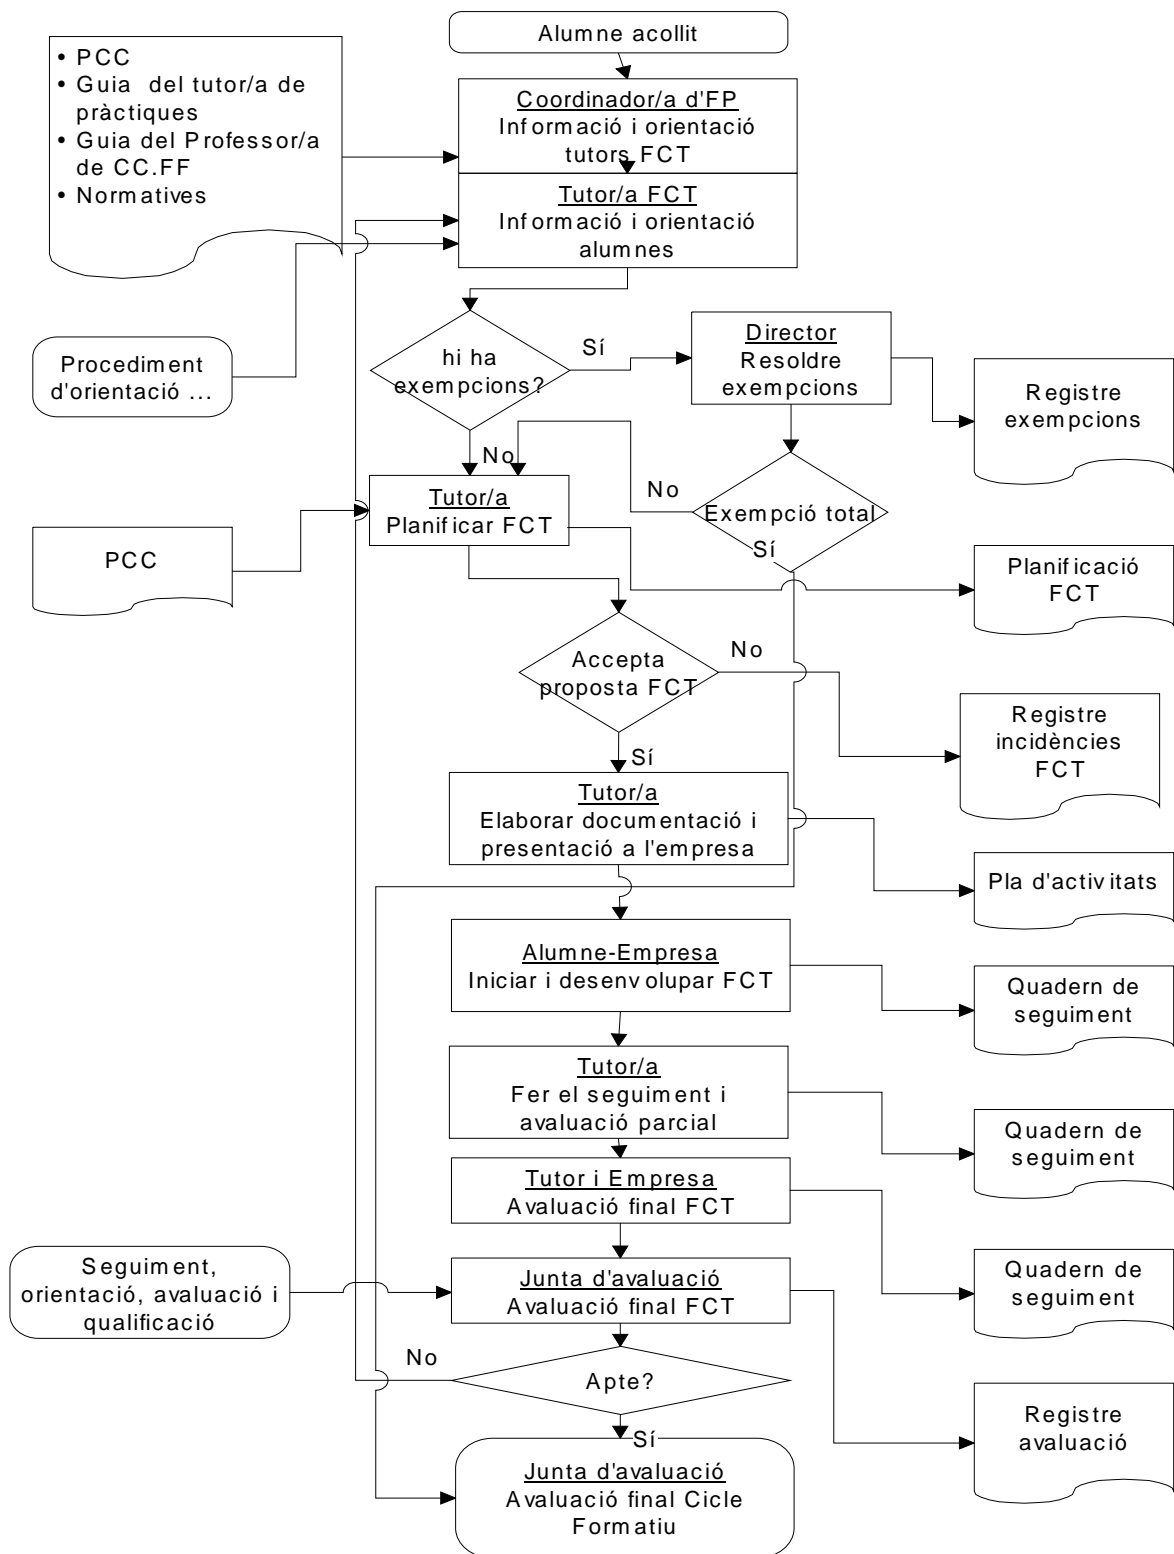 Alumne acollit
• PCC
• Guia del tutor/a de
pràctiques
• Guia del Professor/a
de CC.FF
• Normatives
Coordinador/a d'FP
Informació i orientació
tutors FCT
Tutor/a FCT
Informació i orientació
alumnes
Procediment
d'orientació ...
hi ha
exempcions?
Sí
Director
Resoldre
exempcions
Registre
exempcions
No
No
Exempció total
Sí
Tutor/a
Planificar FCT
PCC
Planificació
FCT
Accepta
proposta FCT
No
Registre
incidències
FCT
Sí
Tutor/a
Elaborar documentació i
presentació a l'empresa
Pla d'activitats
Alumne-Empresa
Iniciar i desenvolupar FCT
Quadern de
seguiment
Tutor/a
Fer el seguiment i
avaluació parcial
Quadern de
seguiment
Tutor i Empresa
Avaluació final FCT
Quadern de
seguiment
Seguiment,
orientació, avaluació i
qualificació
Junta d'avaluació
Avaluació final FCT
No
Apte?
Registre
avaluació
Sí
Junta d'avaluació
Avaluació final Cicle
Formatiu